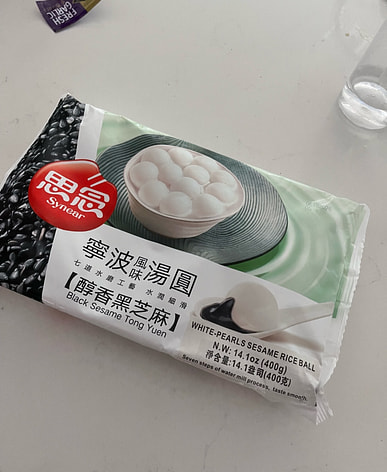 FRESH
GARLIC
思念
Synear
寧波風味湯圓
七道水磨工藝 水潤細滑
【醇香黑芝麻】
Black Sesame Tong Yuen
WHITE-PEARLS SESAME RICE BALL
N.W: 14.1oz (400g)
淨含量:14.1盎司(400克)
Seven steps of water mill process, taste smooth.